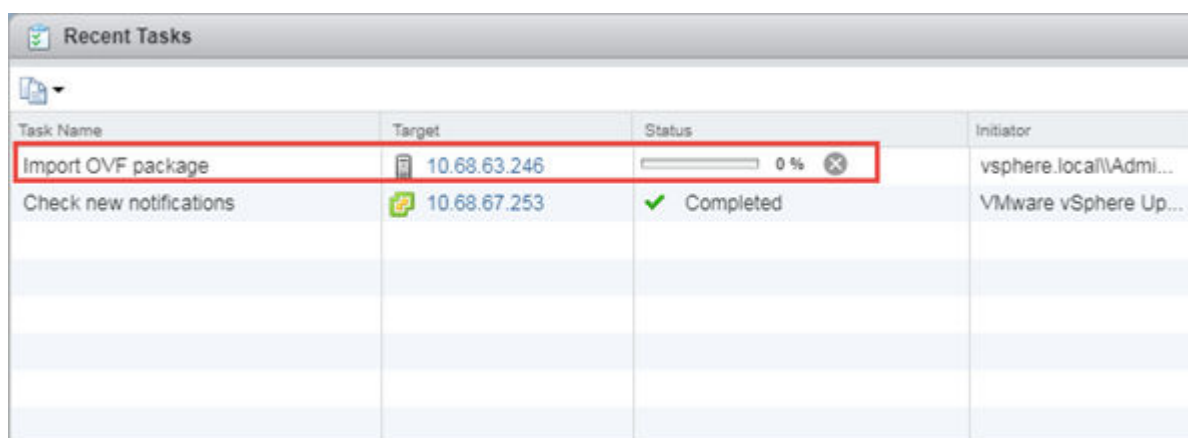 Recent Tasks
Task Name Target Status Initiator
Import OVF package 10.68.63.246 0 % vsphere.local\\Admi...
Check new notifications 10.68.67.253 Completed VMware vSphere Up...